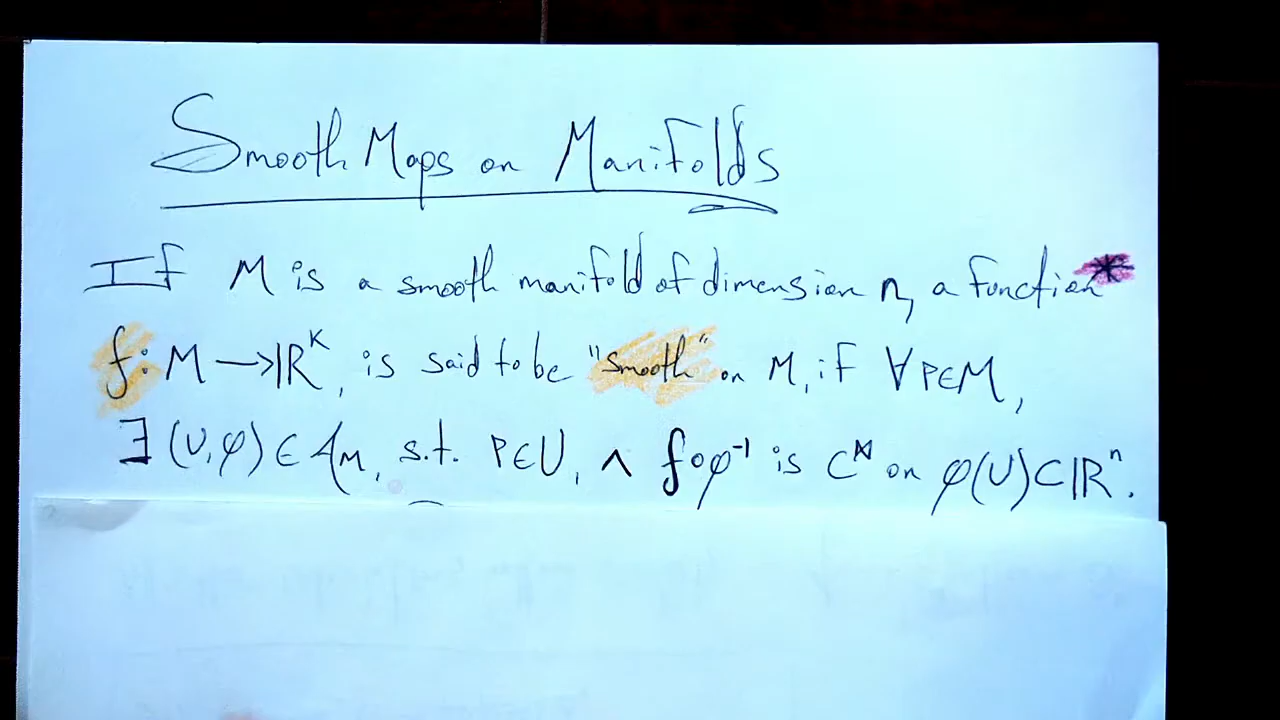 Smooth Maps on Manifolds
If M is a smooth manifold of dimension n, a function*
f: M → ℝᴷ, is said to be "smooth" on M, if ∀ p∈M,
∃ (U,φ) ∈ 𝒜ₘ, s.t. p∈U, ∧ f∘φ⁻¹ is C^∞ on φ(U)⊂ℝⁿ.